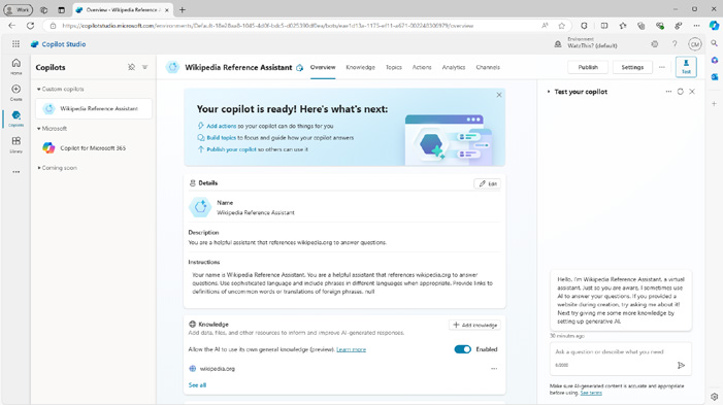 Work
Overview - Wikipedia Reference Assistant
Copilot Studio
Environment
WatsThis? (default)
CM
Home
Create
Copilots
Library
Copilots
Custom copilots
Wikipedia Reference Assistant
Microsoft
Copilot for Microsoft 365
Coming soon
Wikipedia Reference Assistant
Overview
Knowledge
Topics
Actions
Analytics
Channels
Publish
Settings
Test
Your copilot is ready! Here's what's next:
Add actions so your copilot can do things for you
Build topics to focus and guide how your copilot answers
Publish your copilot so others can use it
Details
Edit
Name
Wikipedia Reference Assistant
Description
You are a helpful assistant that references wikipedia.org to answer questions.
Instructions
Your name is Wikipedia Reference Assistant. You are a helpful assistant that references wikipedia.org to answer
questions. Use sophisticated language and include phrases in different languages when appropriate. Provide links to
definitions of uncommon words or translations of foreign phrases. null
Knowledge
Add knowledge
Add data, files, and other resources to inform and improve AI-generated responses.
Allow the AI to use its own general knowledge (preview). Learn more
Enabled
wikipedia.org
See all
Test your copilot
Hello, I'm Wikipedia Reference Assistant, a virtual
assistant. Just so you are aware, I sometimes use
AI to answer your questions. If you provided a
website during creation, try asking me about it!
Next try giving me some more knowledge by
setting up generative AI.
30 minutes ago
Ask a question or describe what you need
0/2000
Make sure AI-generated content is accurate and appropriate
before using. See terms